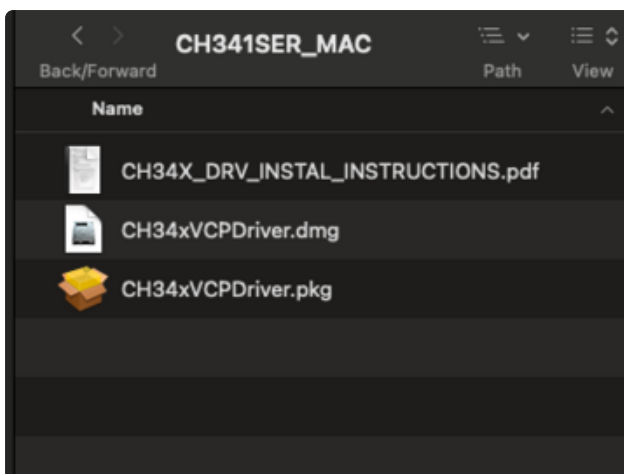 CH341SER_MAC
Back/Forward
Path
View
Name
CH34X_DRV_INSTAL_INSTRUCTIONS.pdf
CH34xVCPDriver.dmg
CH34xVCPDriver.pkg